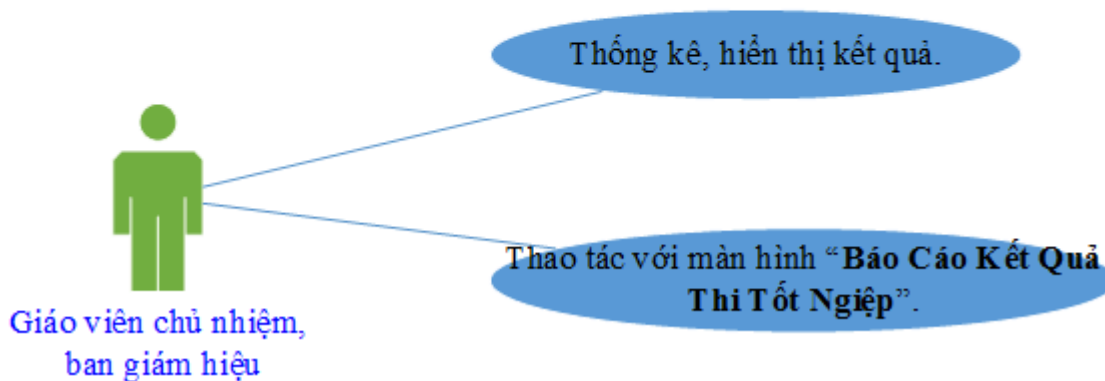 Thống kê, hiển thị kết quả.
Thao tác với màn hình “Báo Cáo Kết Quả
Thi Tốt Ngiệp”.
Giáo viên chủ nhiệm,
ban giám hiệu